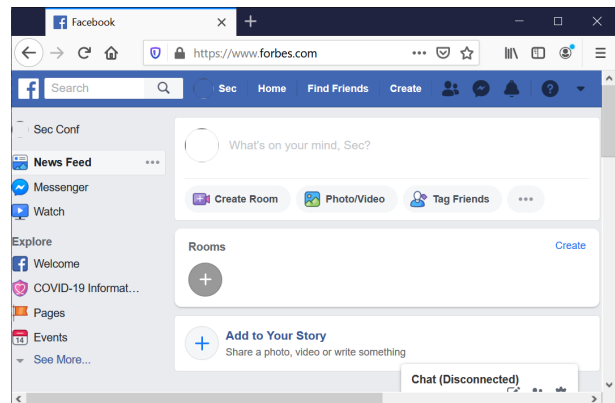 Facebook
https://www.forbes.com
Search
Sec Home Find Friends Create
Sec Conf
News Feed
Messenger
Watch
Explore
Welcome
COVID-19 Informat...
Pages
14
Events
See More...
What's on your mind, Sec?
Create Room Photo/Video Tag Friends
Rooms Create
Add to Your Story
Share a photo, video or write something
Chat (Disconnected)